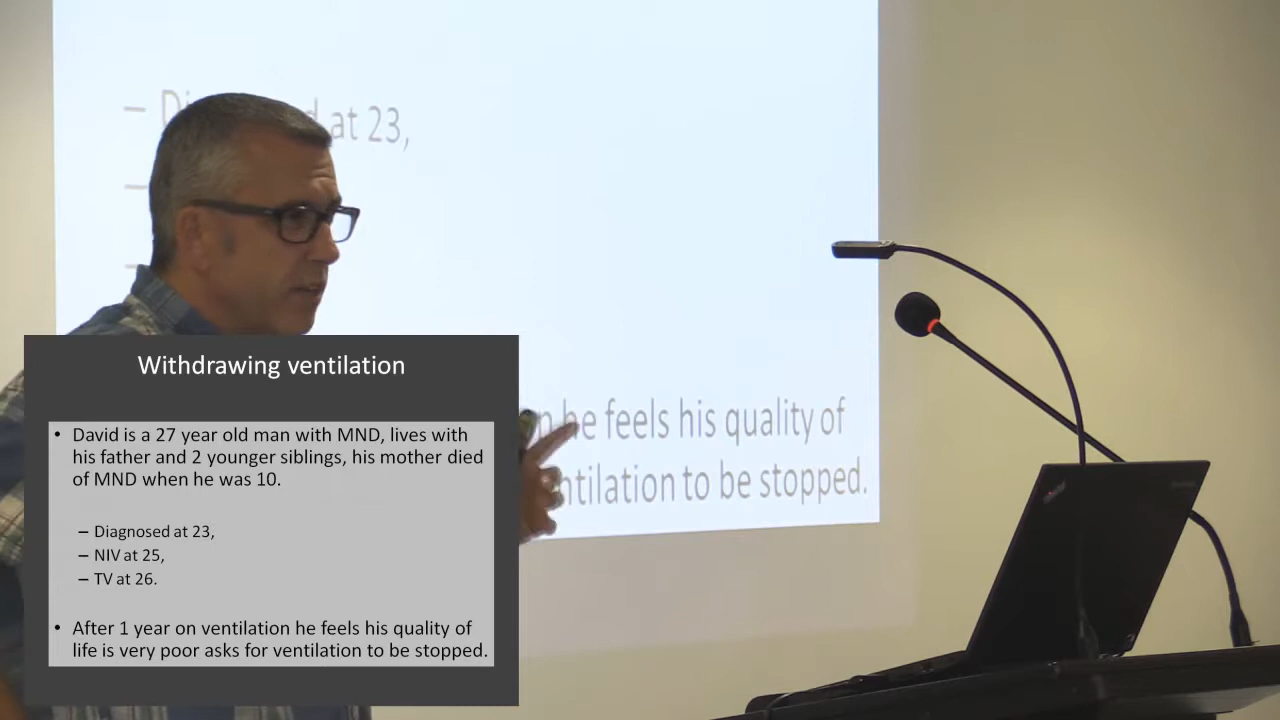 – Di d at 23,
he feels his quality of
ntilation to be stopped.
Withdrawing ventilation
• David is a 27 year old man with MND, lives with
his father and 2 younger siblings, his mother died
of MND when he was 10.
– Diagnosed at 23,
– NIV at 25,
– TV at 26.
• After 1 year on ventilation he feels his quality of
life is very poor asks for ventilation to be stopped.